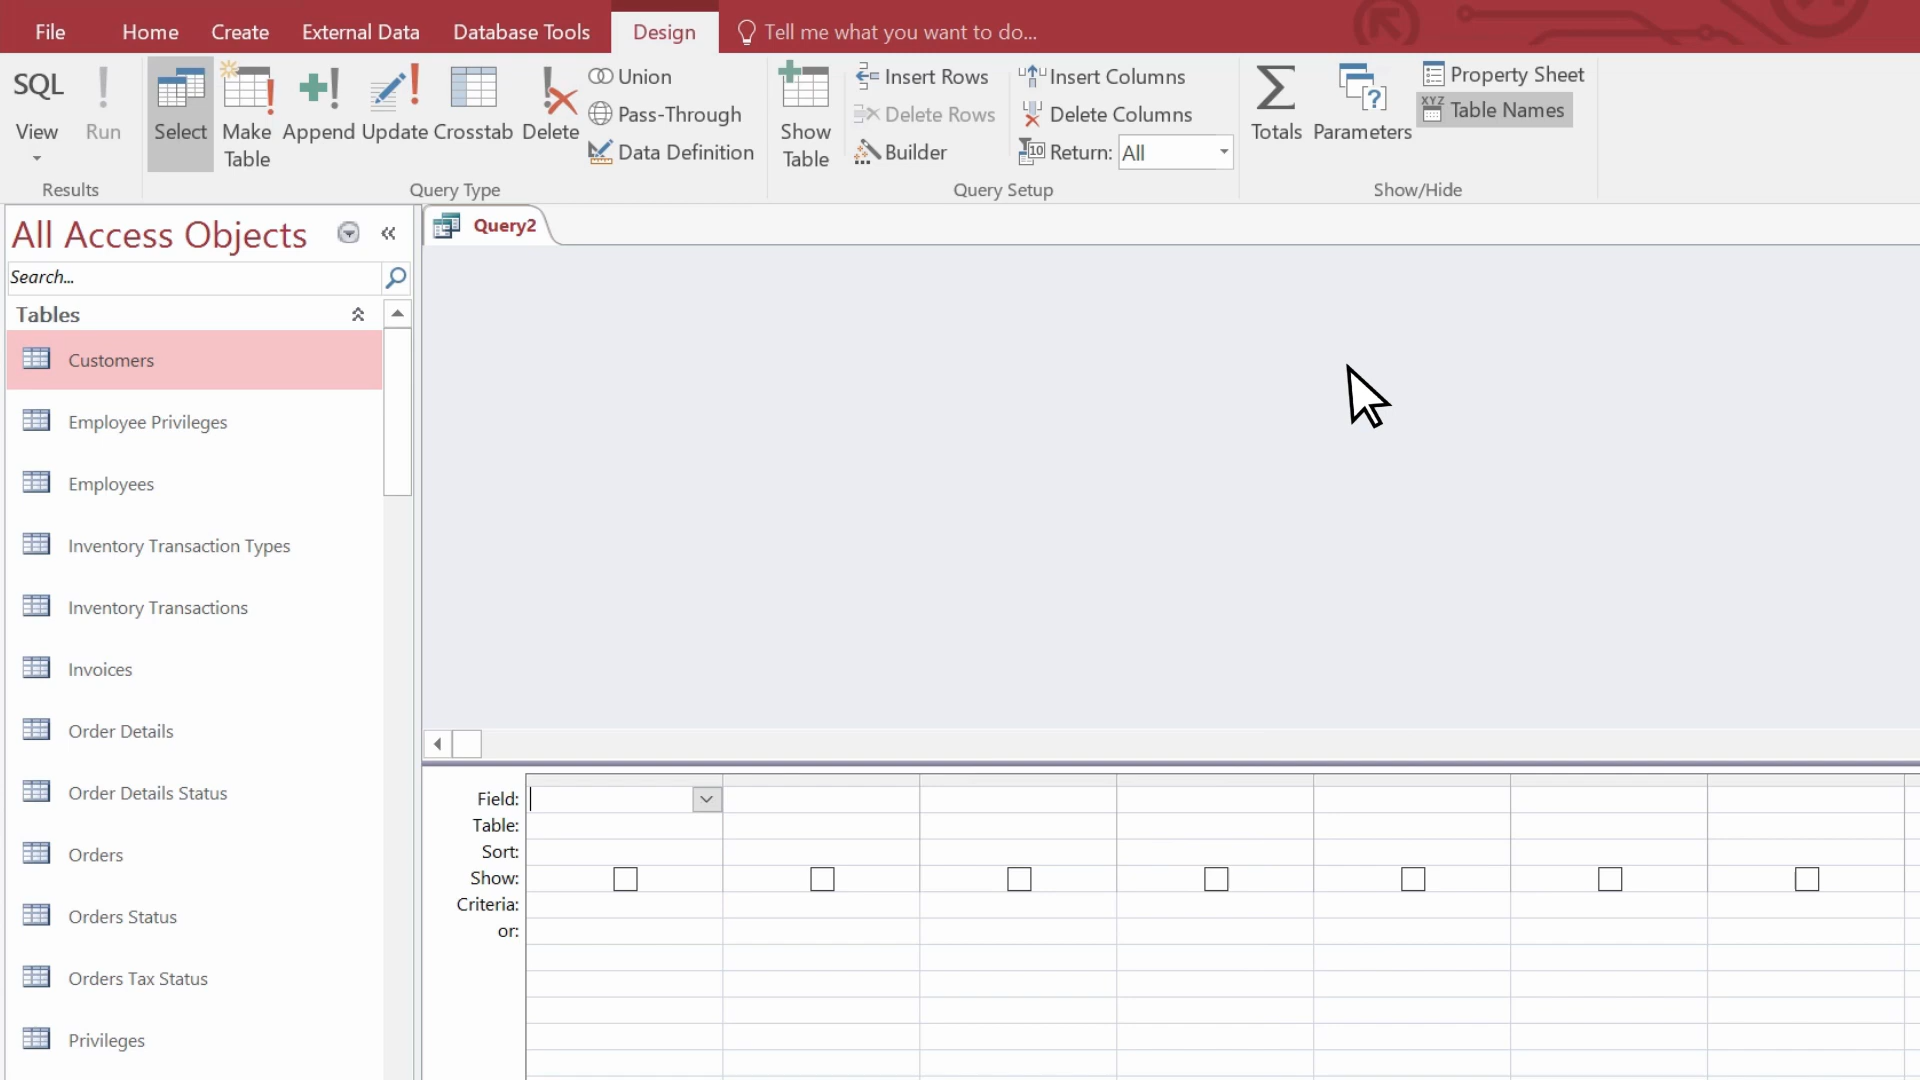 File Home Create External Data Database Tools Design Tell me what you want to do...
SQL
View
Run
Results
Select
Make
Table
Append
Update
Crosstab
Delete
Union
Pass-Through
Data Definition
Query Type
Show
Table
Insert Rows
Delete Rows
Builder
Insert Columns
Delete Columns
10 Return: All
Query Setup
Totals
Parameters
Property Sheet
XYZ Table Names
Show/Hide
All Access Objects
Search...
Tables
Customers
Employee Privileges
Employees
Inventory Transaction Types
Inventory Transactions
Invoices
Order Details
Order Details Status
Orders
Orders Status
Orders Tax Status
Privileges
Query2
Field:
Table:
Sort:
Show:
Criteria:
or: